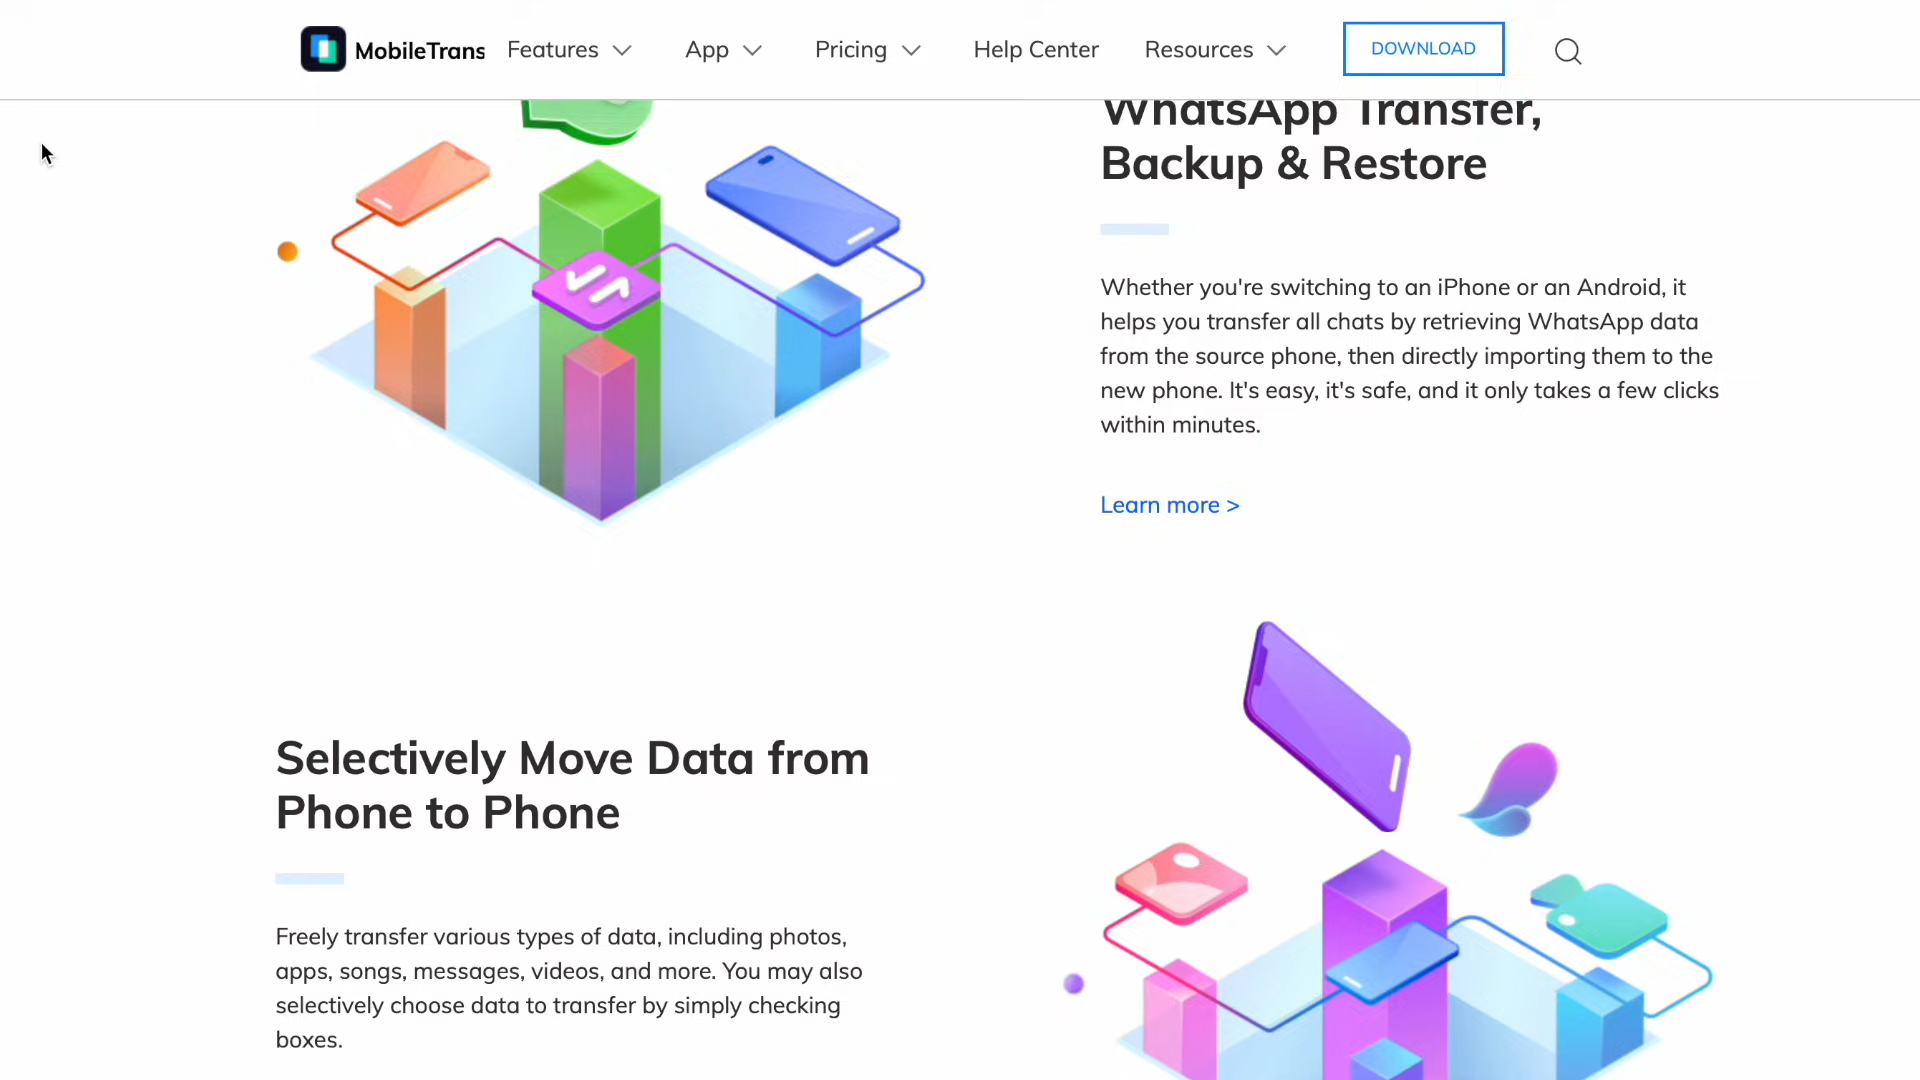 MobileTrans Features App Pricing Help Center Resources DOWNLOAD
WhatsApp Transfer,
Backup & Restore
Whether you're switching to an iPhone or an Android, it
helps you transfer all chats by retrieving WhatsApp data
from the source phone, then directly importing them to the
new phone. It's easy, it's safe, and it only takes a few clicks
within minutes.
Learn more >
Selectively Move Data from
Phone to Phone
Freely transfer various types of data, including photos,
apps, songs, messages, videos, and more. You may also
selectively choose data to transfer by simply checking
boxes.